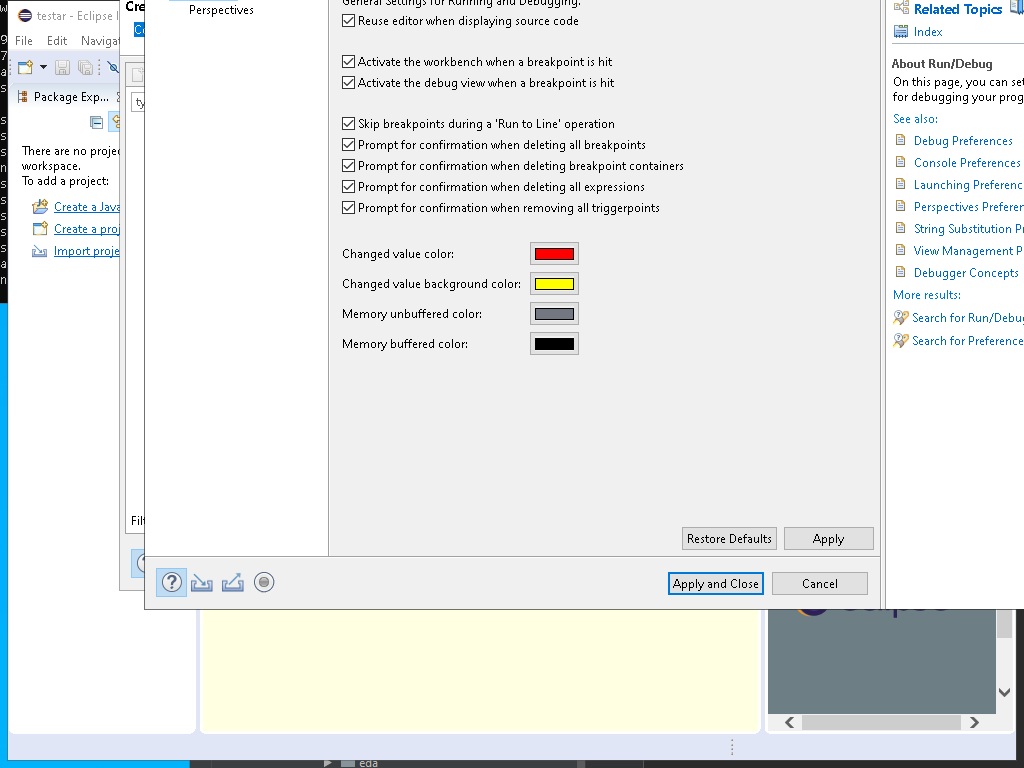 testar - Eclipse I
File
Edit
Naviga
Package Exp...
There are no proje
workspace.
To add a project:
Create a Java
Create a proj
Import proje
Cre
ty
Filt
Perspectives
General Settings for Running and Debugging.
Reuse editor when displaying source code
Activate the workbench when a breakpoint is hit
Activate the debug view when a breakpoint is hit
Skip breakpoints during a 'Run to Line' operation
Prompt for confirmation when deleting all breakpoints
Prompt for confirmation when deleting breakpoint containers
Prompt for confirmation when deleting all expressions
Prompt for confirmation when removing all triggerpoints
Changed value color:
Changed value background color:
Memory unbuffered color:
Memory buffered color:
Restore Defaults
Apply
Apply and Close
Cancel
Related Topics
Index
About Run/Debug
On this page, you can set
for debugging your prog
See also:
Debug Preferences
Console Preferences
Launching Preferenc
Perspectives Preferer
String Substitution Pr
View Management P
Debugger Concepts
More results:
Search for Run/Debug
Search for Preference
eda